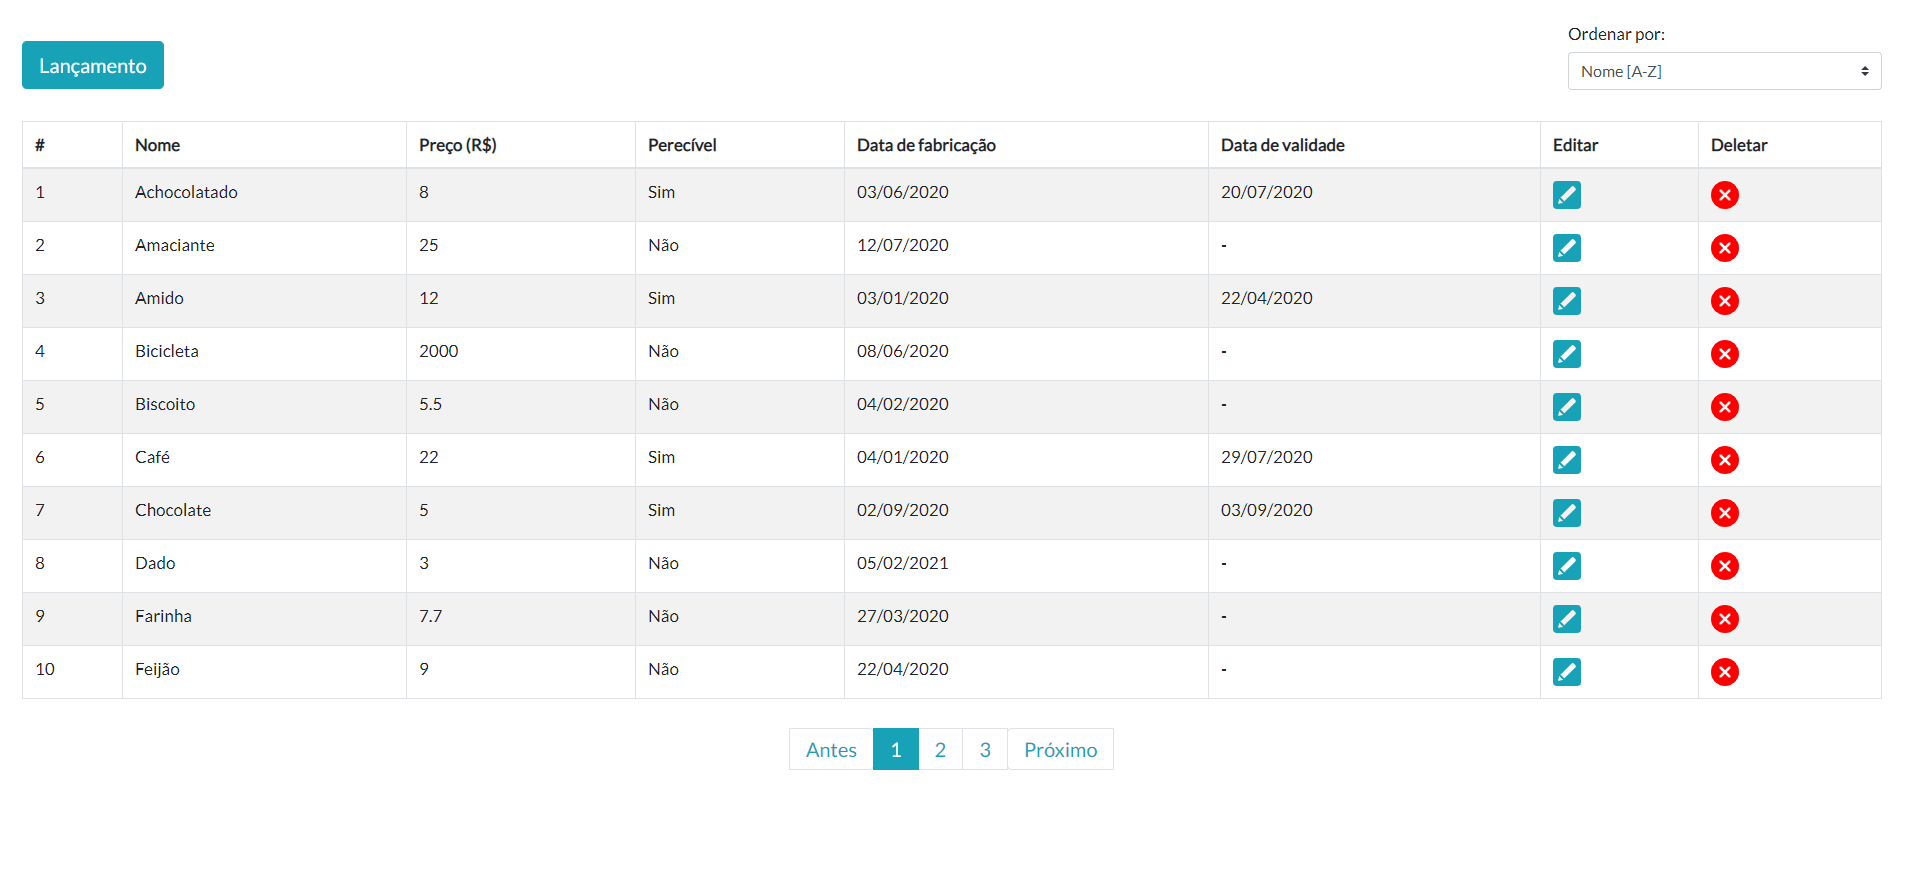 Ordenar por:
Lançamento
Nome [A-Z]
# Nome Preço (R$) Perecível Data de fabricação Data de validade Editar Deletar
1 Achocolatado 8 Sim 03/06/2020 20/07/2020
2 Amaciante 25 Não 12/07/2020 -
3 Amido 12 Sim 03/01/2020 22/04/2020
4 Bicicleta 2000 Não 08/06/2020 -
5 Biscoito 5.5 Não 04/02/2020 -
6 Café 22 Sim 04/01/2020 29/07/2020
7 Chocolate 5 Sim 02/09/2020 03/09/2020
8 Dado 3 Não 05/02/2021 -
9 Farinha 7.7 Não 27/03/2020 -
10 Feijão 9 Não 22/04/2020 -
Antes 1 2 3 Próximo